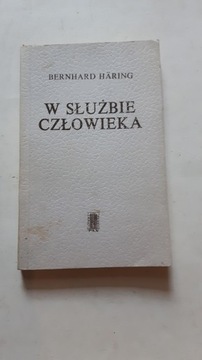 BERNHARD HÄRING
W SŁUŻBIE
CZŁOWIEKA